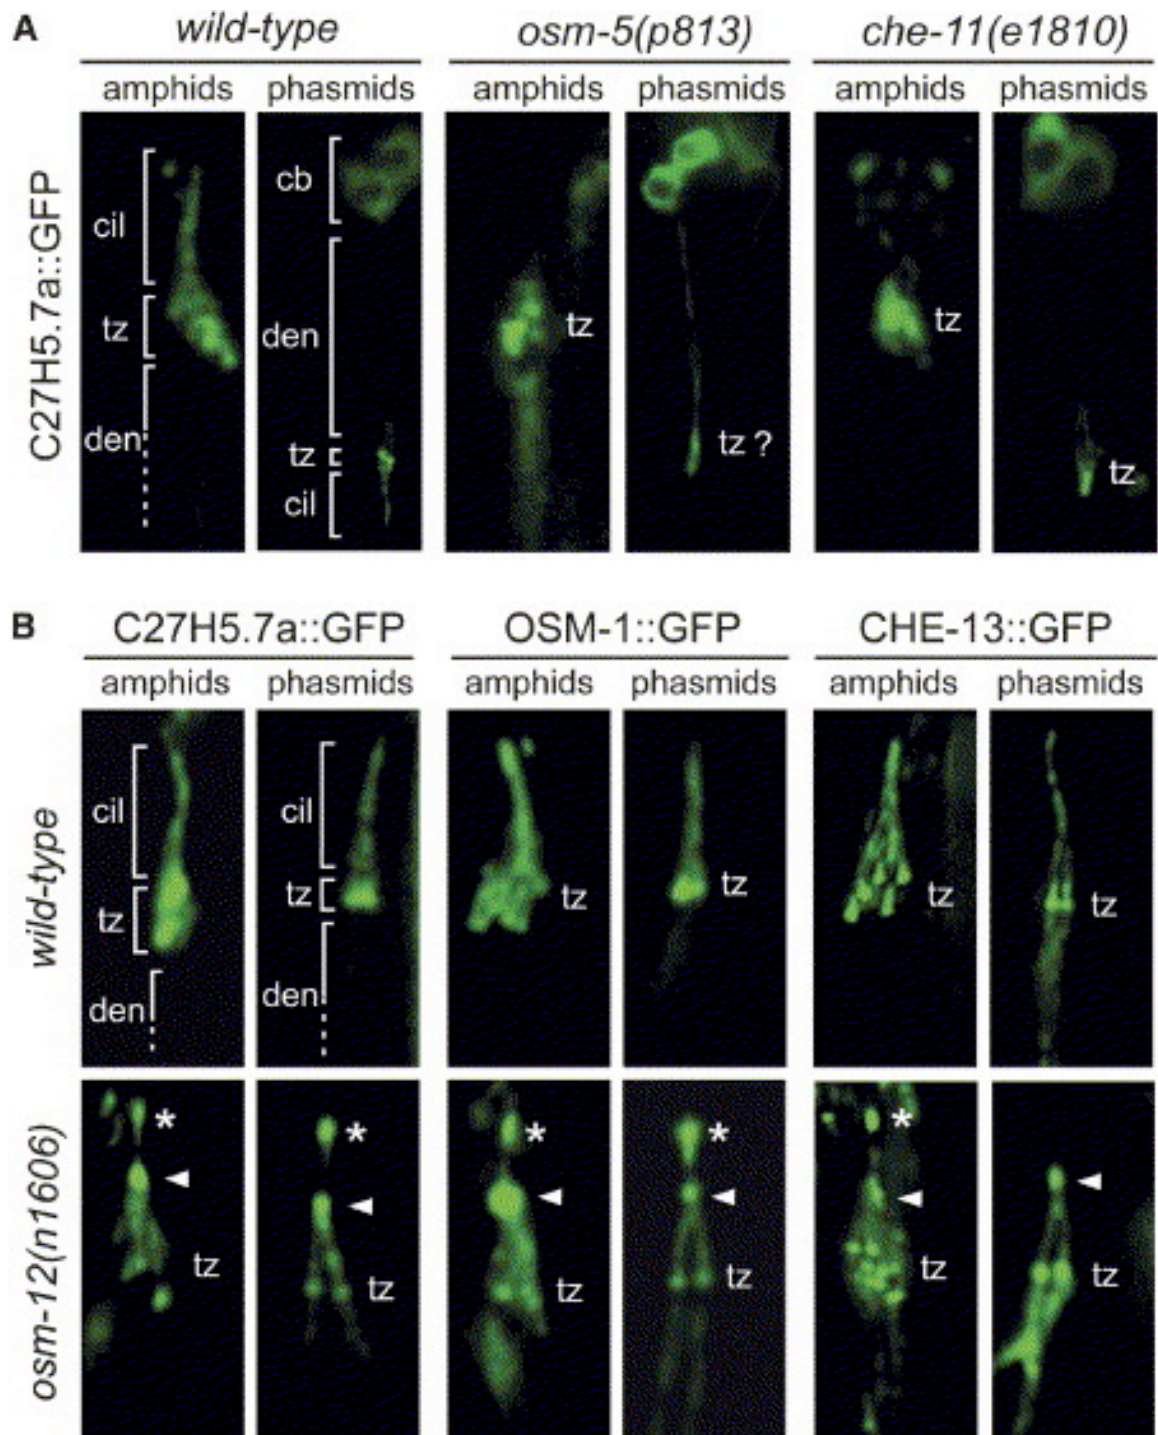 A
wild-type osm-5(p813) che-11(e1810)
amphids phasmids amphids phasmids amphids phasmids
C27H5.7a::GFP
cil
tz
den
cb
den
tz
cil
tz
tz ?
tz
tz
B
C27H5.7a::GFP OSM-1::GFP CHE-13::GFP
amphids phasmids amphids phasmids amphids phasmids
wild-type
cil
tz
den
cil
tz
den
tz
tz
tz
tz
osm-12(n1606)
*
tz
*
tz
*
tz
*
tz
*
tz
tz